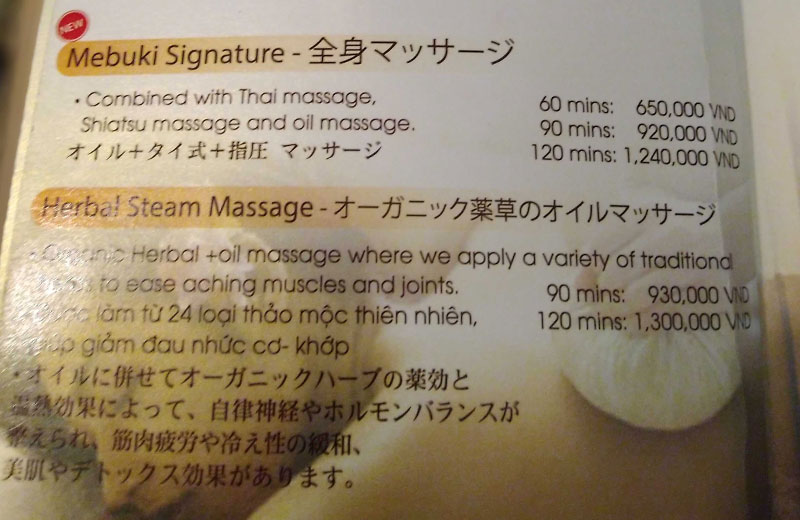 NEW
Mebuki Signature - 全身マッサージ
• Combined with Thai massage, 60 mins: 650,000 VND
Shiatsu massage and oil massage. 90 mins: 920,000 VND
オイル＋タイ式＋指圧 マッサージ 120 mins: 1,240,000 VND
Herbal Steam Massage - オーガニック薬草のオイルマッサージ
Organic Herbal +oil massage where we apply a variety of traditional
to ease aching muscles and joints. 90 mins: 930,000 VND
làm từ 24 loại thảo mộc thiên nhiên, 120 mins: 1,300,000 VND
giảm đau nhức cơ- khớp
・オイルに併せてオーガニックハーブの薬効と
温熱効果によって、自律神経やホルモンバランスが
整えられ、筋肉疲労や冷え性の緩和、
美肌やデトックス効果があります。